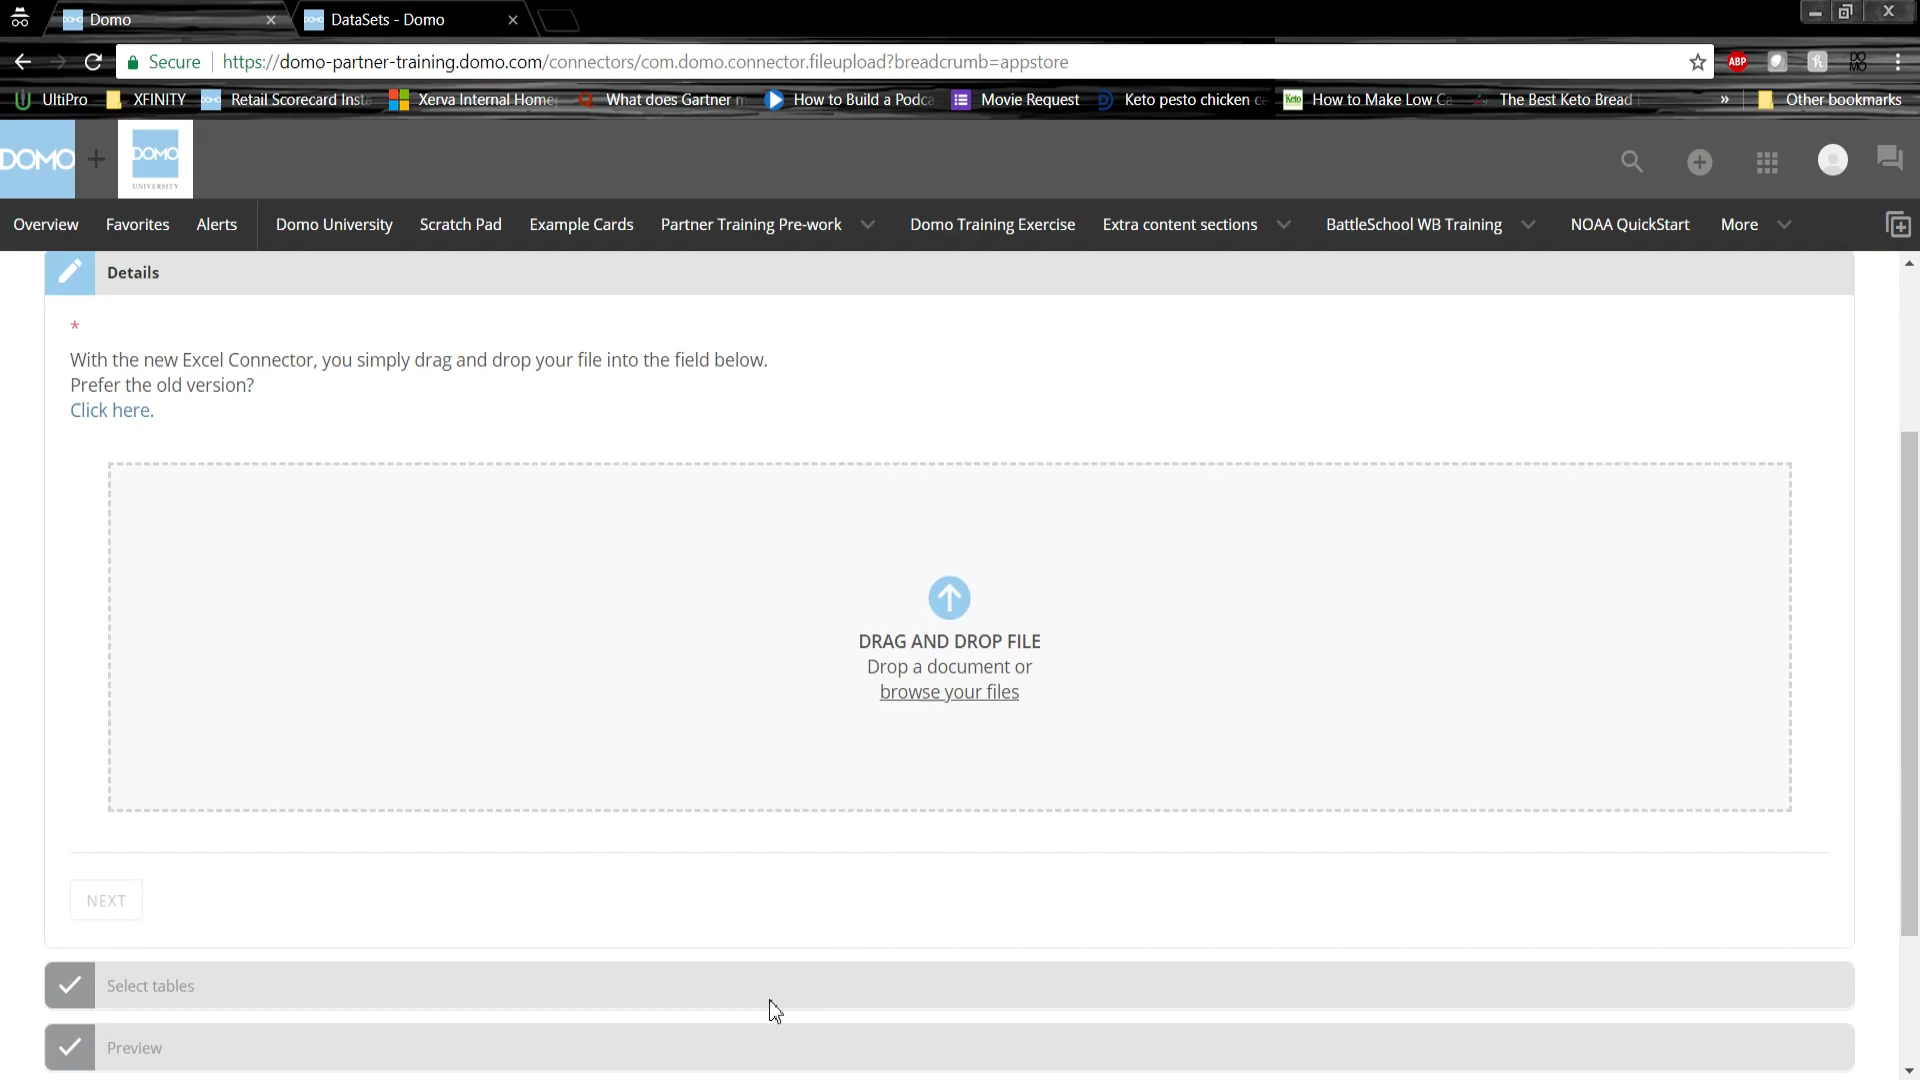 Domo
DataSets - Domo
Secure https://domo-partner-training.domo.com/connectors/com.domo.connector.fileupload?breadcrumb=appstore
ABP
DO
MO
UltiPro XFINITY Retail Scorecard Insta Xerva Internal Home What does Gartner m How to Build a Podca Movie Request Keto pesto chicken ca How to Make Low Ca The Best Keto Bread » Other bookmarks
DOMO + DOMO
UNIVERSITY
Overview Favorites Alerts Domo University Scratch Pad Example Cards Partner Training Pre-work Domo Training Exercise Extra content sections BattleSchool WB Training NOAA QuickStart More
Details
*
With the new Excel Connector, you simply drag and drop your file into the field below.
Prefer the old version?
Click here.
DRAG AND DROP FILE
Drop a document or
browse your files
NEXT
Select tables
Preview